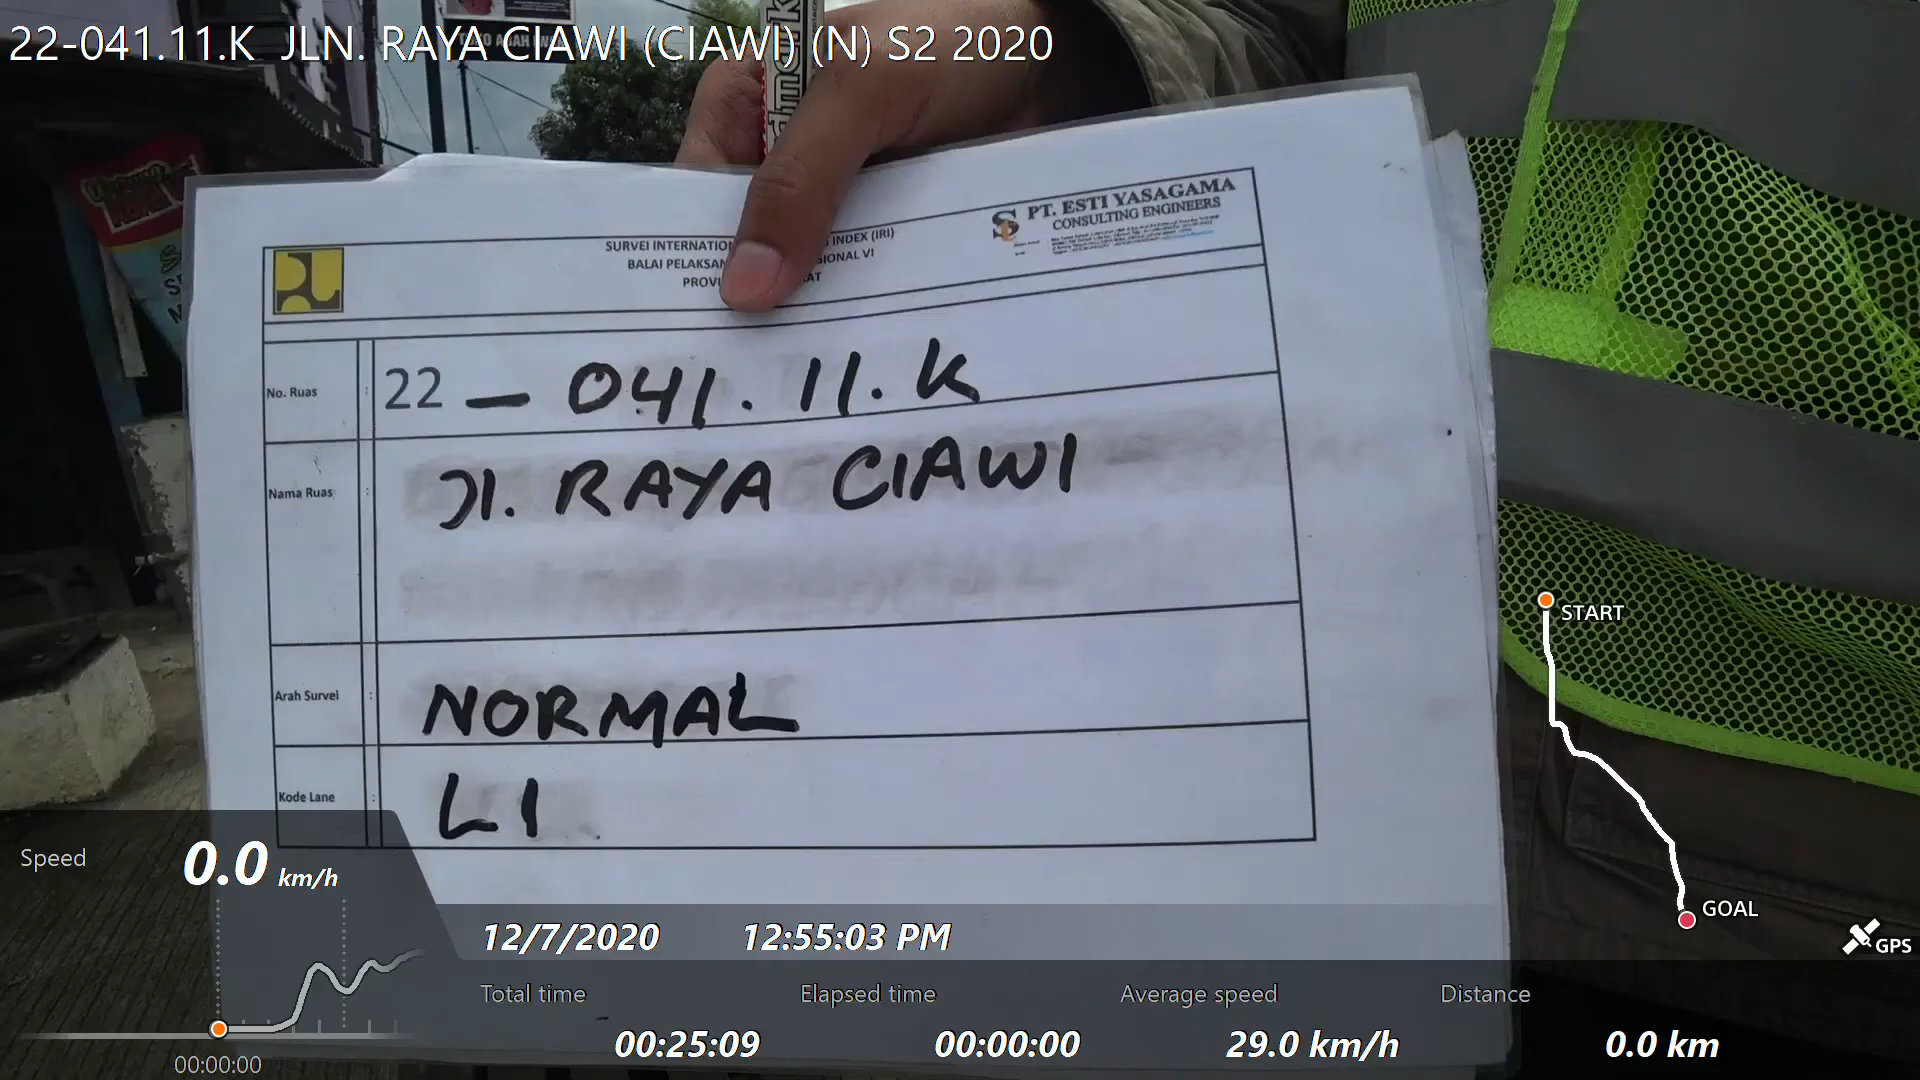 22-041.11.K JLN. RAYA CIAWI (CIAWI) (N) S2 2020
PT. ESTI YASAGAMA
CONSULTING ENGINEERS
SURVEI INDEX (IRI)
BALAI VI
No. Ruas : 22 - 041.11.K
Nama Ruas : Jl. RAYA CIAWI
Arah Survei : NORMAL
Kode Lane : L1
START
GOAL
GPS
Speed 0.0 km/h
12/7/2020 12:55:03 PM
Total time Elapsed time Average speed Distance
00:25:09 00:00:00 29.0 km/h 0.0 km
00:00:00